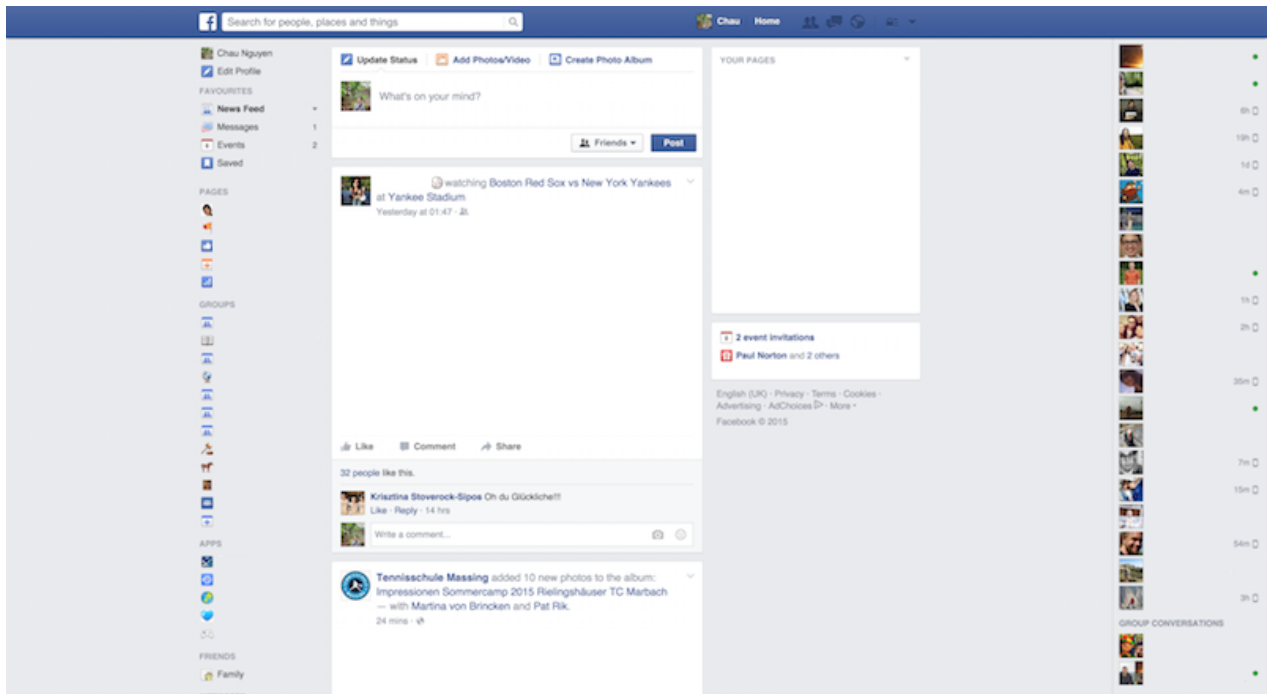 Search for people, places and things
Chau Home
Chau Nguyen
Edit Profile
FAVOURITES
News Feed
Messages 1
Events 2
Saved
PAGES
GROUPS
APPS
FRIENDS
Family
Update Status Add Photos/Video Create Photo Album
What's on your mind?
Friends Post
watching Boston Red Sox vs New York Yankees
at Yankee Stadium
Yesterday at 01:47 ·
Like Comment Share
32 people like this.
Krisztina Stoverock-Sipos Oh du Glückliche!!!
Like · Reply · 14 hrs
Write a comment...
Tennisschule Massing added 10 new photos to the album:
Impressionen Sommercamp 2015 Rielingshäuser TC Marbach
— with Martina von Brincken and Pat Rik.
24 mins ·
YOUR PAGES
2 event invitations
Paul Norton and 2 others
English (UK) · Privacy · Terms · Cookies ·
Advertising · AdChoices · More
Facebook © 2015
6h
19h
1d
4m
1h
2h
36m
7m
15m
54m
3h
GROUP CONVERSATIONS